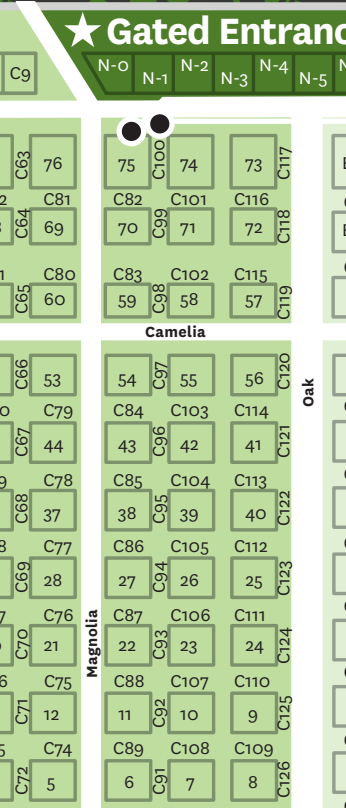 ★ Gated Entranc
C9 N-0 N-1 N-2 N-3 N-4 N-5 N
C63 76 75 C100 74 73 C117
C81 C82 C101 C116
C64 69 70 C99 71 72 C118
C80 C83 C102 C115
C65 60 59 C98 58 57 C119
Camelia
C66 53 54 C97 55 56 C120
Oak
C79 C84 C103 C114
C67 44 43 C96 42 41 C121
C78 C85 C104 C113
C68 37 38 C95 39 40 C122
C77 C86 C105 C112
C69 28 27 C94 26 25 C123
C76 C87 C106 C111
C70 21 22 C93 23 24 C124
Magnolia
C75 C88 C107 C110
C71 12 11 C92 10 9 C125
C74 C89 C108 C109
C72 5 6 C91 7 8 C126